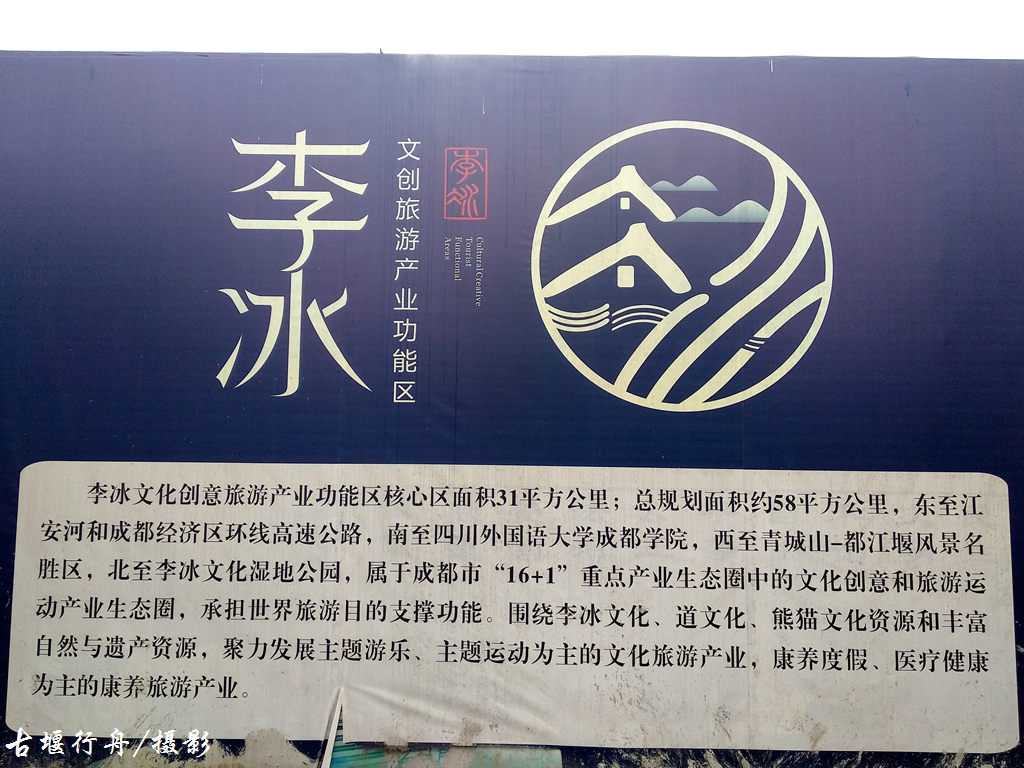 李冰
文创旅游产业功能区
李冰
Cultural Creative
Tourist
Functional
Areas
李冰文化创意旅游产业功能区核心区面积31平方公里；总规划面积约58平方公里，东至江
安河和成都经济区环线高速公路，南至四川外国语大学成都学院，西至青城山-都江堰风景名
胜区，北至李冰文化湿地公园，属于成都市“16+1”重点产业生态圈中的文化创意和旅游运
动产业生态圈，承担世界旅游目的支撑功能。围绕李冰文化、道文化、熊猫文化资源和丰富
自然与遗产资源，聚力发展主题游乐、主题运动为主的文化旅游产业，康养度假、医疗健康
为主的康养旅游产业。
古堰行舟/摄影